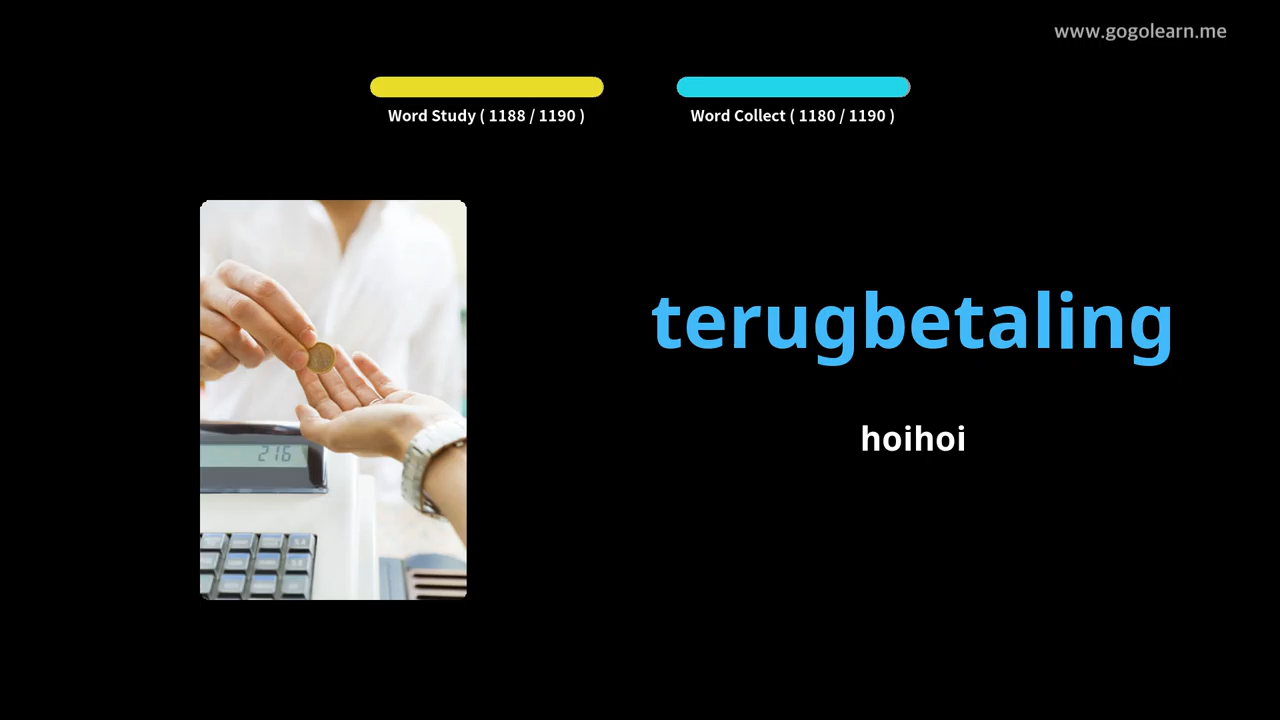 www.gogolearn.me
Word Study ( 1188 / 1190 )
Word Collect ( 1180 / 1190 )
terugbetaling
hoihoi
216